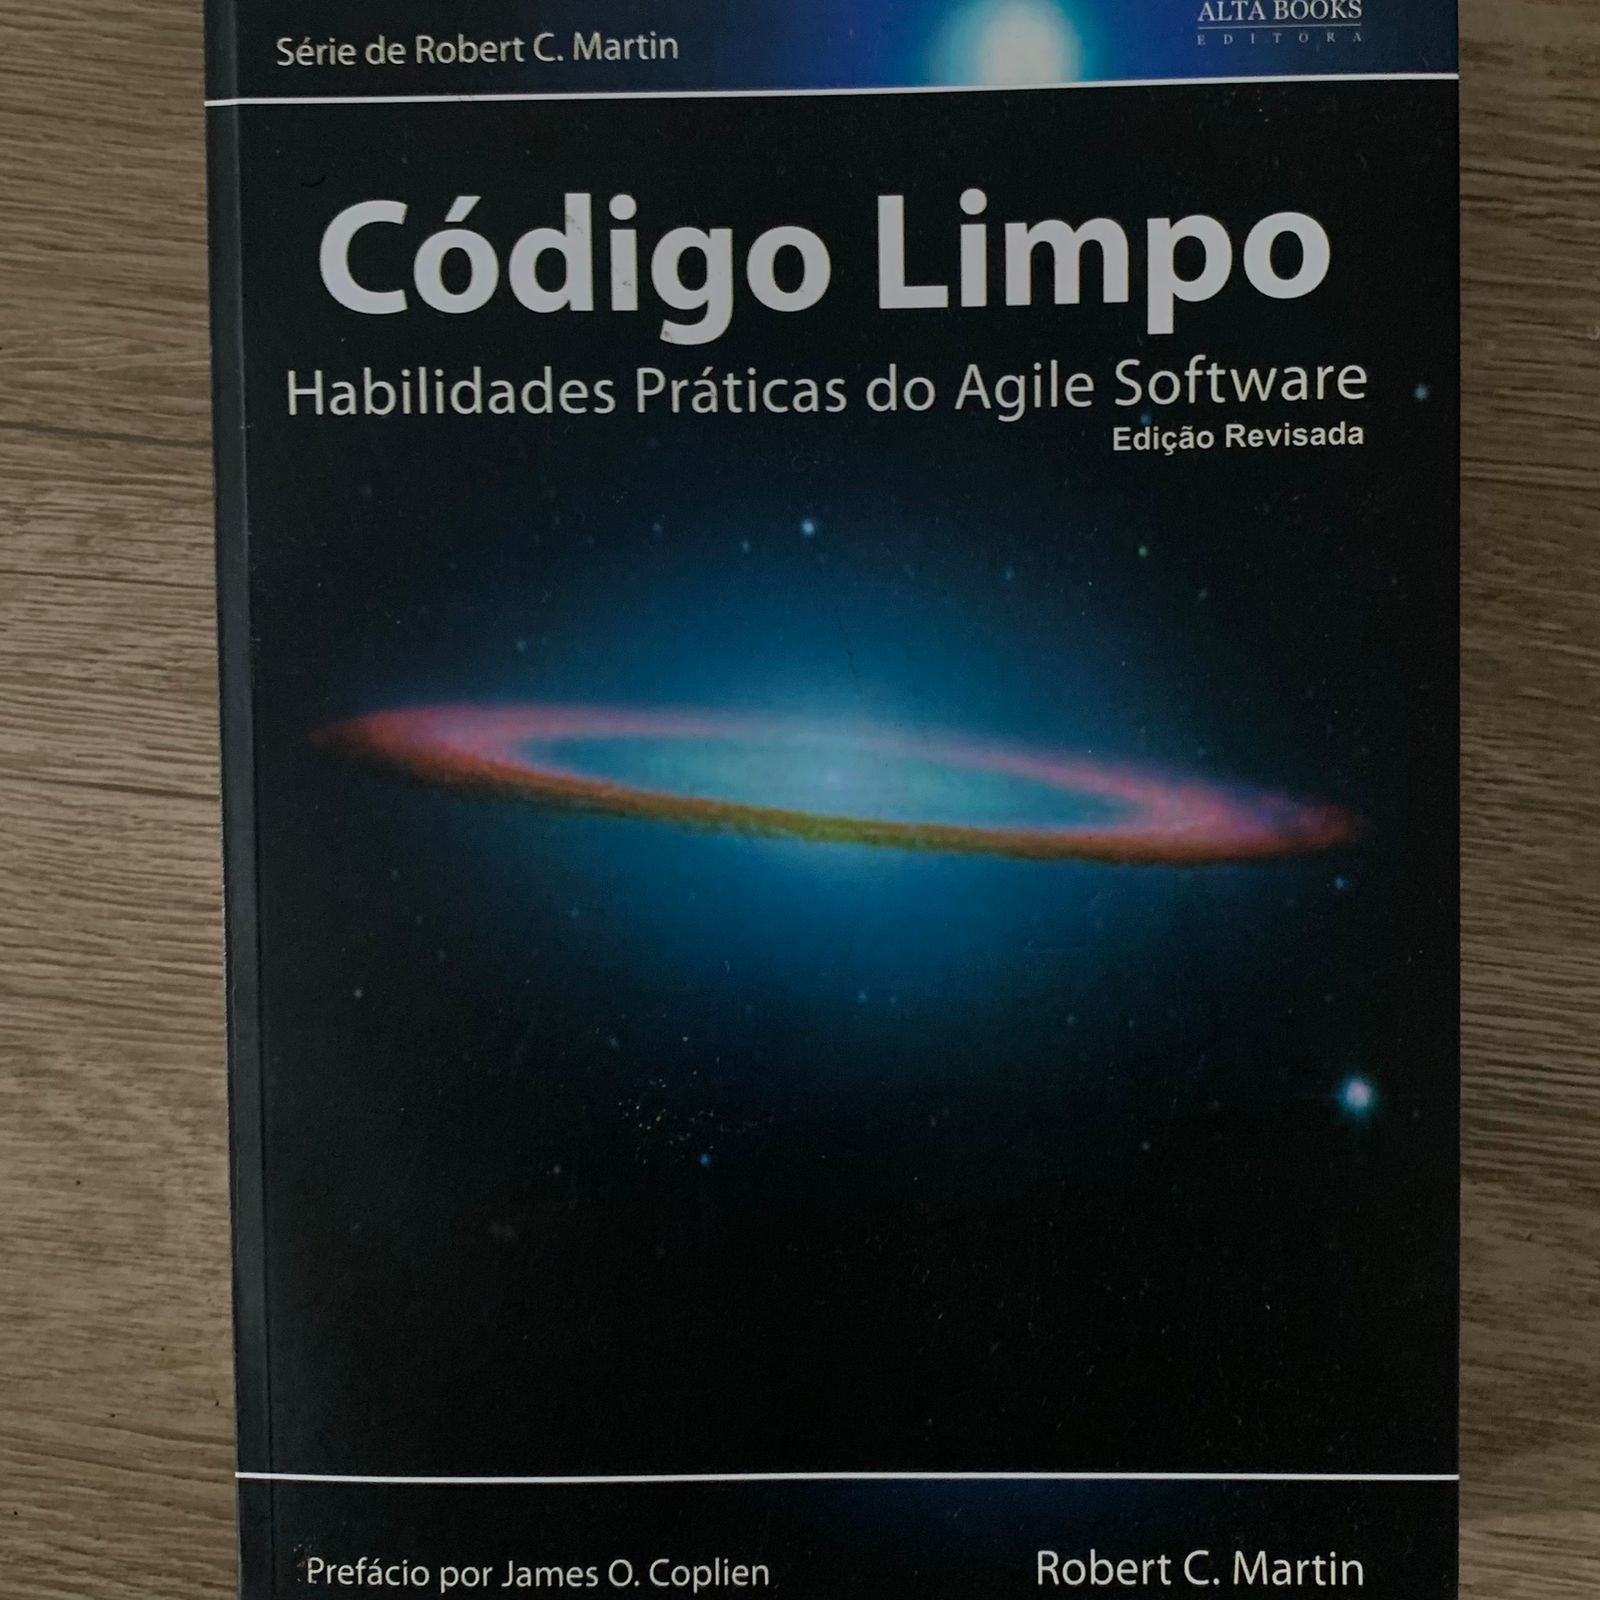 Série de Robert C. Martin
ALTA BOOKS
EDITORA
Código Limpo
Habilidades Práticas do Agile Software
Edição Revisada
Prefácio por James O. Coplien
Robert C. Martin